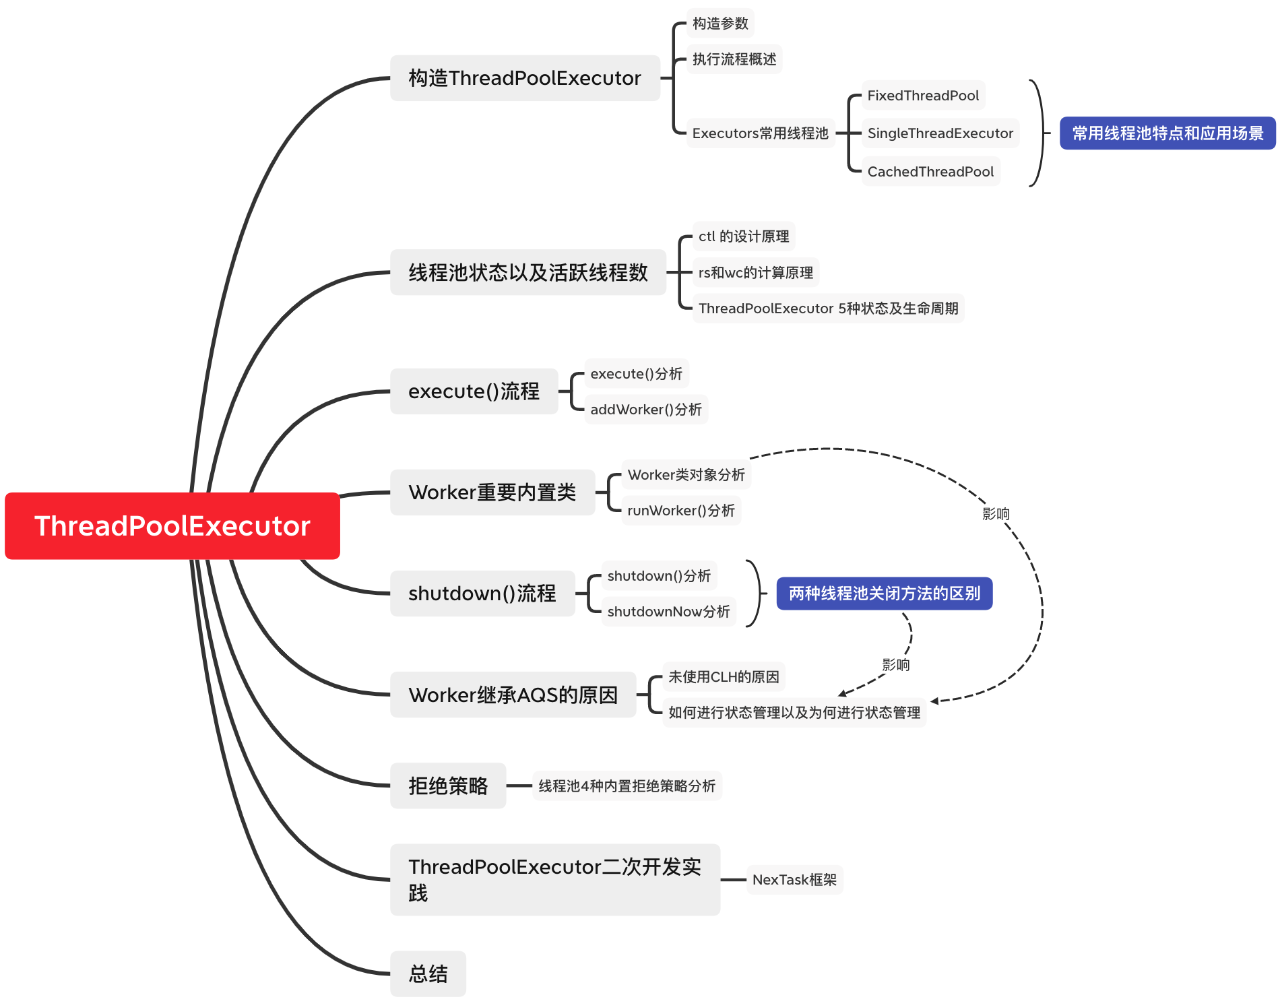 ThreadPoolExecutor
构造ThreadPoolExecutor
构造参数
执行流程概述
Executors常用线程池
FixedThreadPool
SingleThreadExecutor
CachedThreadPool
常用线程池特点和应用场景
线程池状态以及活跃线程数
ctl 的设计原理
rs和wc的计算原理
ThreadPoolExecutor 5种状态及生命周期
execute()流程
execute()分析
addWorker()分析
Worker重要内置类
Worker类对象分析
runWorker()分析
影响
shutdown()流程
shutdown()分析
shutdownNow分析
两种线程池关闭方法的区别
影响
Worker继承AQS的原因
未使用CLH的原因
如何进行状态管理以及为何进行状态管理
拒绝策略
线程池4种内置拒绝策略分析
ThreadPoolExecutor二次开发实
践
NexTask框架
总结